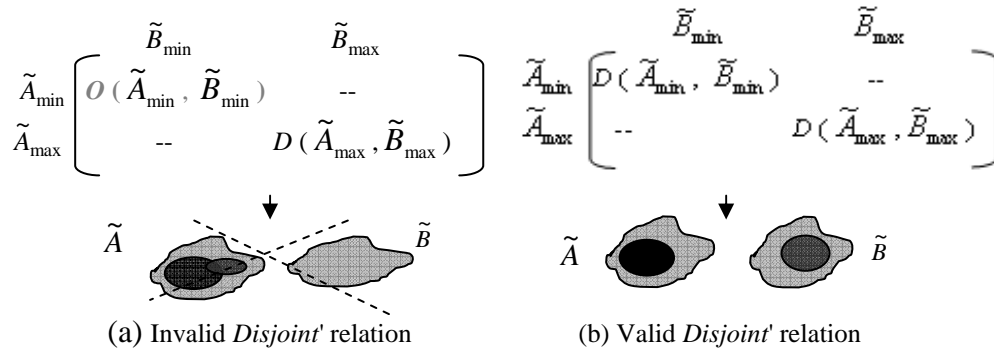 B̃min B̃max
Ãmin O ( Ãmin , B̃min ) --
Ãmax -- D ( Ãmax , B̃max )
Ã B̃
(a) Invalid Disjoint' relation
B̃min B̃max
Ãmin D ( Ãmin , B̃min ) --
Ãmax -- D ( Ãmax , B̃max )
Ã B̃
(b) Valid Disjoint' relation